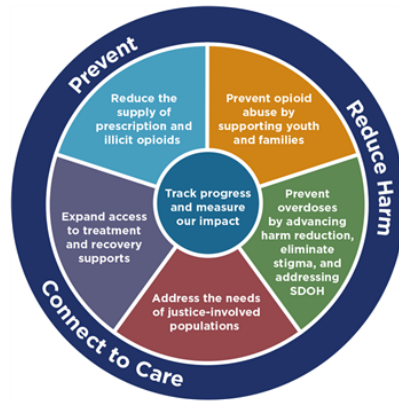 Prevent
Reduce Harm
Connect to Care
Reduce the
supply of
prescription and
illicit opioids
Prevent opioid
abuse by
supporting youth
and families
Prevent
overdoses
by advancing
harm reduction,
eliminate
stigma, and
addressing
SDOH
Address the needs
of justice-involved
populations
Expand access
to treatment
and recovery
supports
Track progress
and measure
our impact